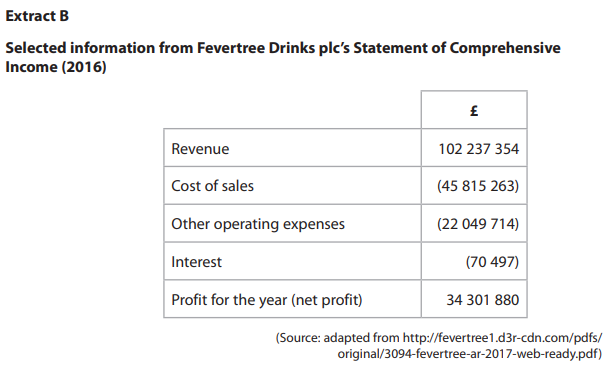 Extract B
Selected information from Fevertree Drinks plc’s Statement of Comprehensive
Income (2016)
£
Revenue 102 237 354
Cost of sales (45 815 263)
Other operating expenses (22 049 714)
Interest (70 497)
Profit for the year (net profit) 34 301 880
(Source: adapted from http://fevertree1.d3r-cdn.com/pdfs/
original/3094-fevertree-ar-2017-web-ready.pdf)